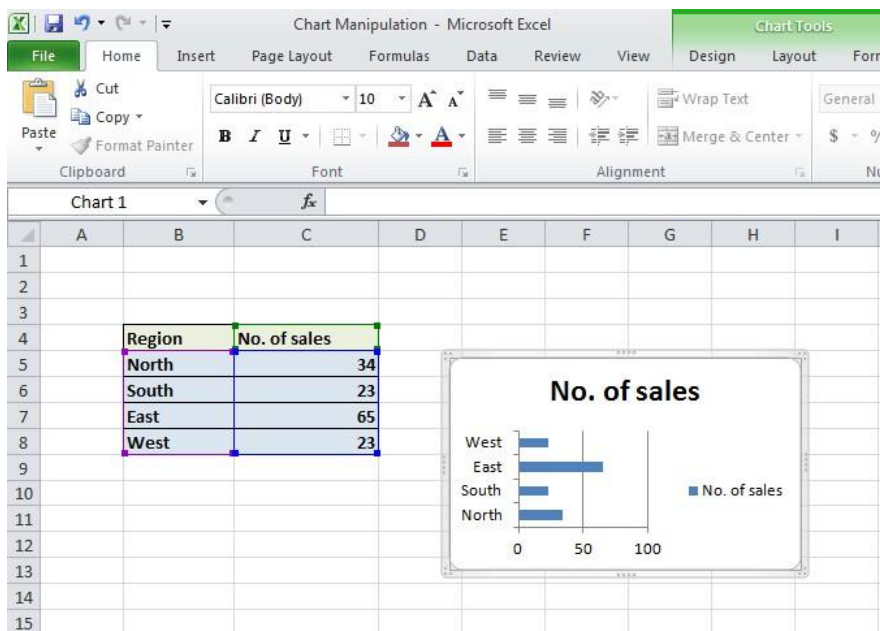 Chart Manipulation - Microsoft Excel Chart Tools
File Home Insert Page Layout Formulas Data Review View Design Layout Forr
Paste Cut Calibri (Body) 10 A A Wrap Text General
Copy
Format Painter B I U A Merge & Center $ %
Clipboard Font Alignment Nu
Chart 1 fx
A B C D E F G H I
1
2
3
4 Region No. of sales
5 North 34
6 South 23
7 East 65
8 West 23
9
10
11
12
13
14
15
No. of sales
West
East
South
North
0 50 100
No. of sales